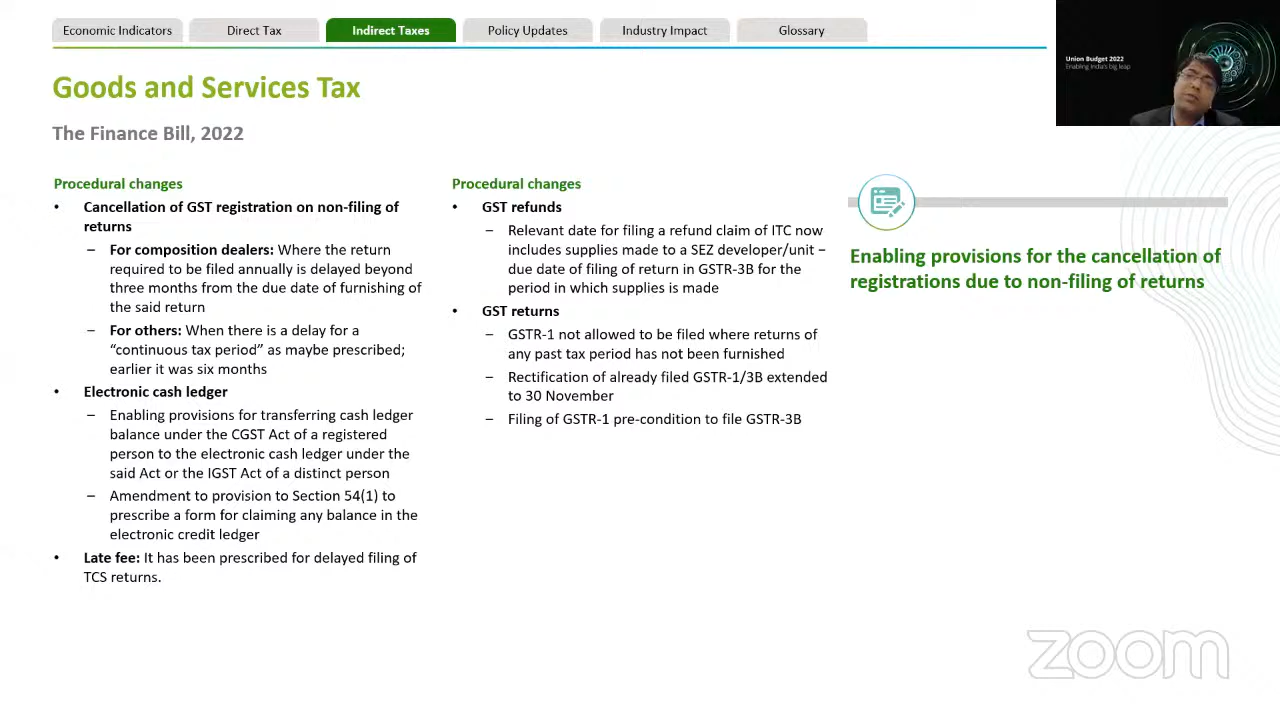 Economic Indicators
Direct Tax
Indirect Taxes
Policy Updates
Industry Impact
Glossary
Union Budget 2022
Enabling India's big leap
Goods and Services Tax
The Finance Bill, 2022
Procedural changes
• Cancellation of GST registration on non-filing of
returns
– For composition dealers: Where the return
required to be filed annually is delayed beyond
three months from the due date of furnishing of
the said return
– For others: When there is a delay for a
“continuous tax period” as maybe prescribed;
earlier it was six months
• Electronic cash ledger
– Enabling provisions for transferring cash ledger
balance under the CGST Act of a registered
person to the electronic cash ledger under the
said Act or the IGST Act of a distinct person
– Amendment to provision to Section 54(1) to
prescribe a form for claiming any balance in the
electronic credit ledger
• Late fee: It has been prescribed for delayed filing of
TCS returns.
Procedural changes
• GST refunds
– Relevant date for filing a refund claim of ITC now
includes supplies made to a SEZ developer/unit –
due date of filing of return in GSTR-3B for the
period in which supplies is made
• GST returns
– GSTR-1 not allowed to be filed where returns of
any past tax period has not been furnished
– Rectification of already filed GSTR-1/3B extended
to 30 November
– Filing of GSTR-1 pre-condition to file GSTR-3B
Enabling provisions for the cancellation of
registrations due to non-filing of returns
zoom